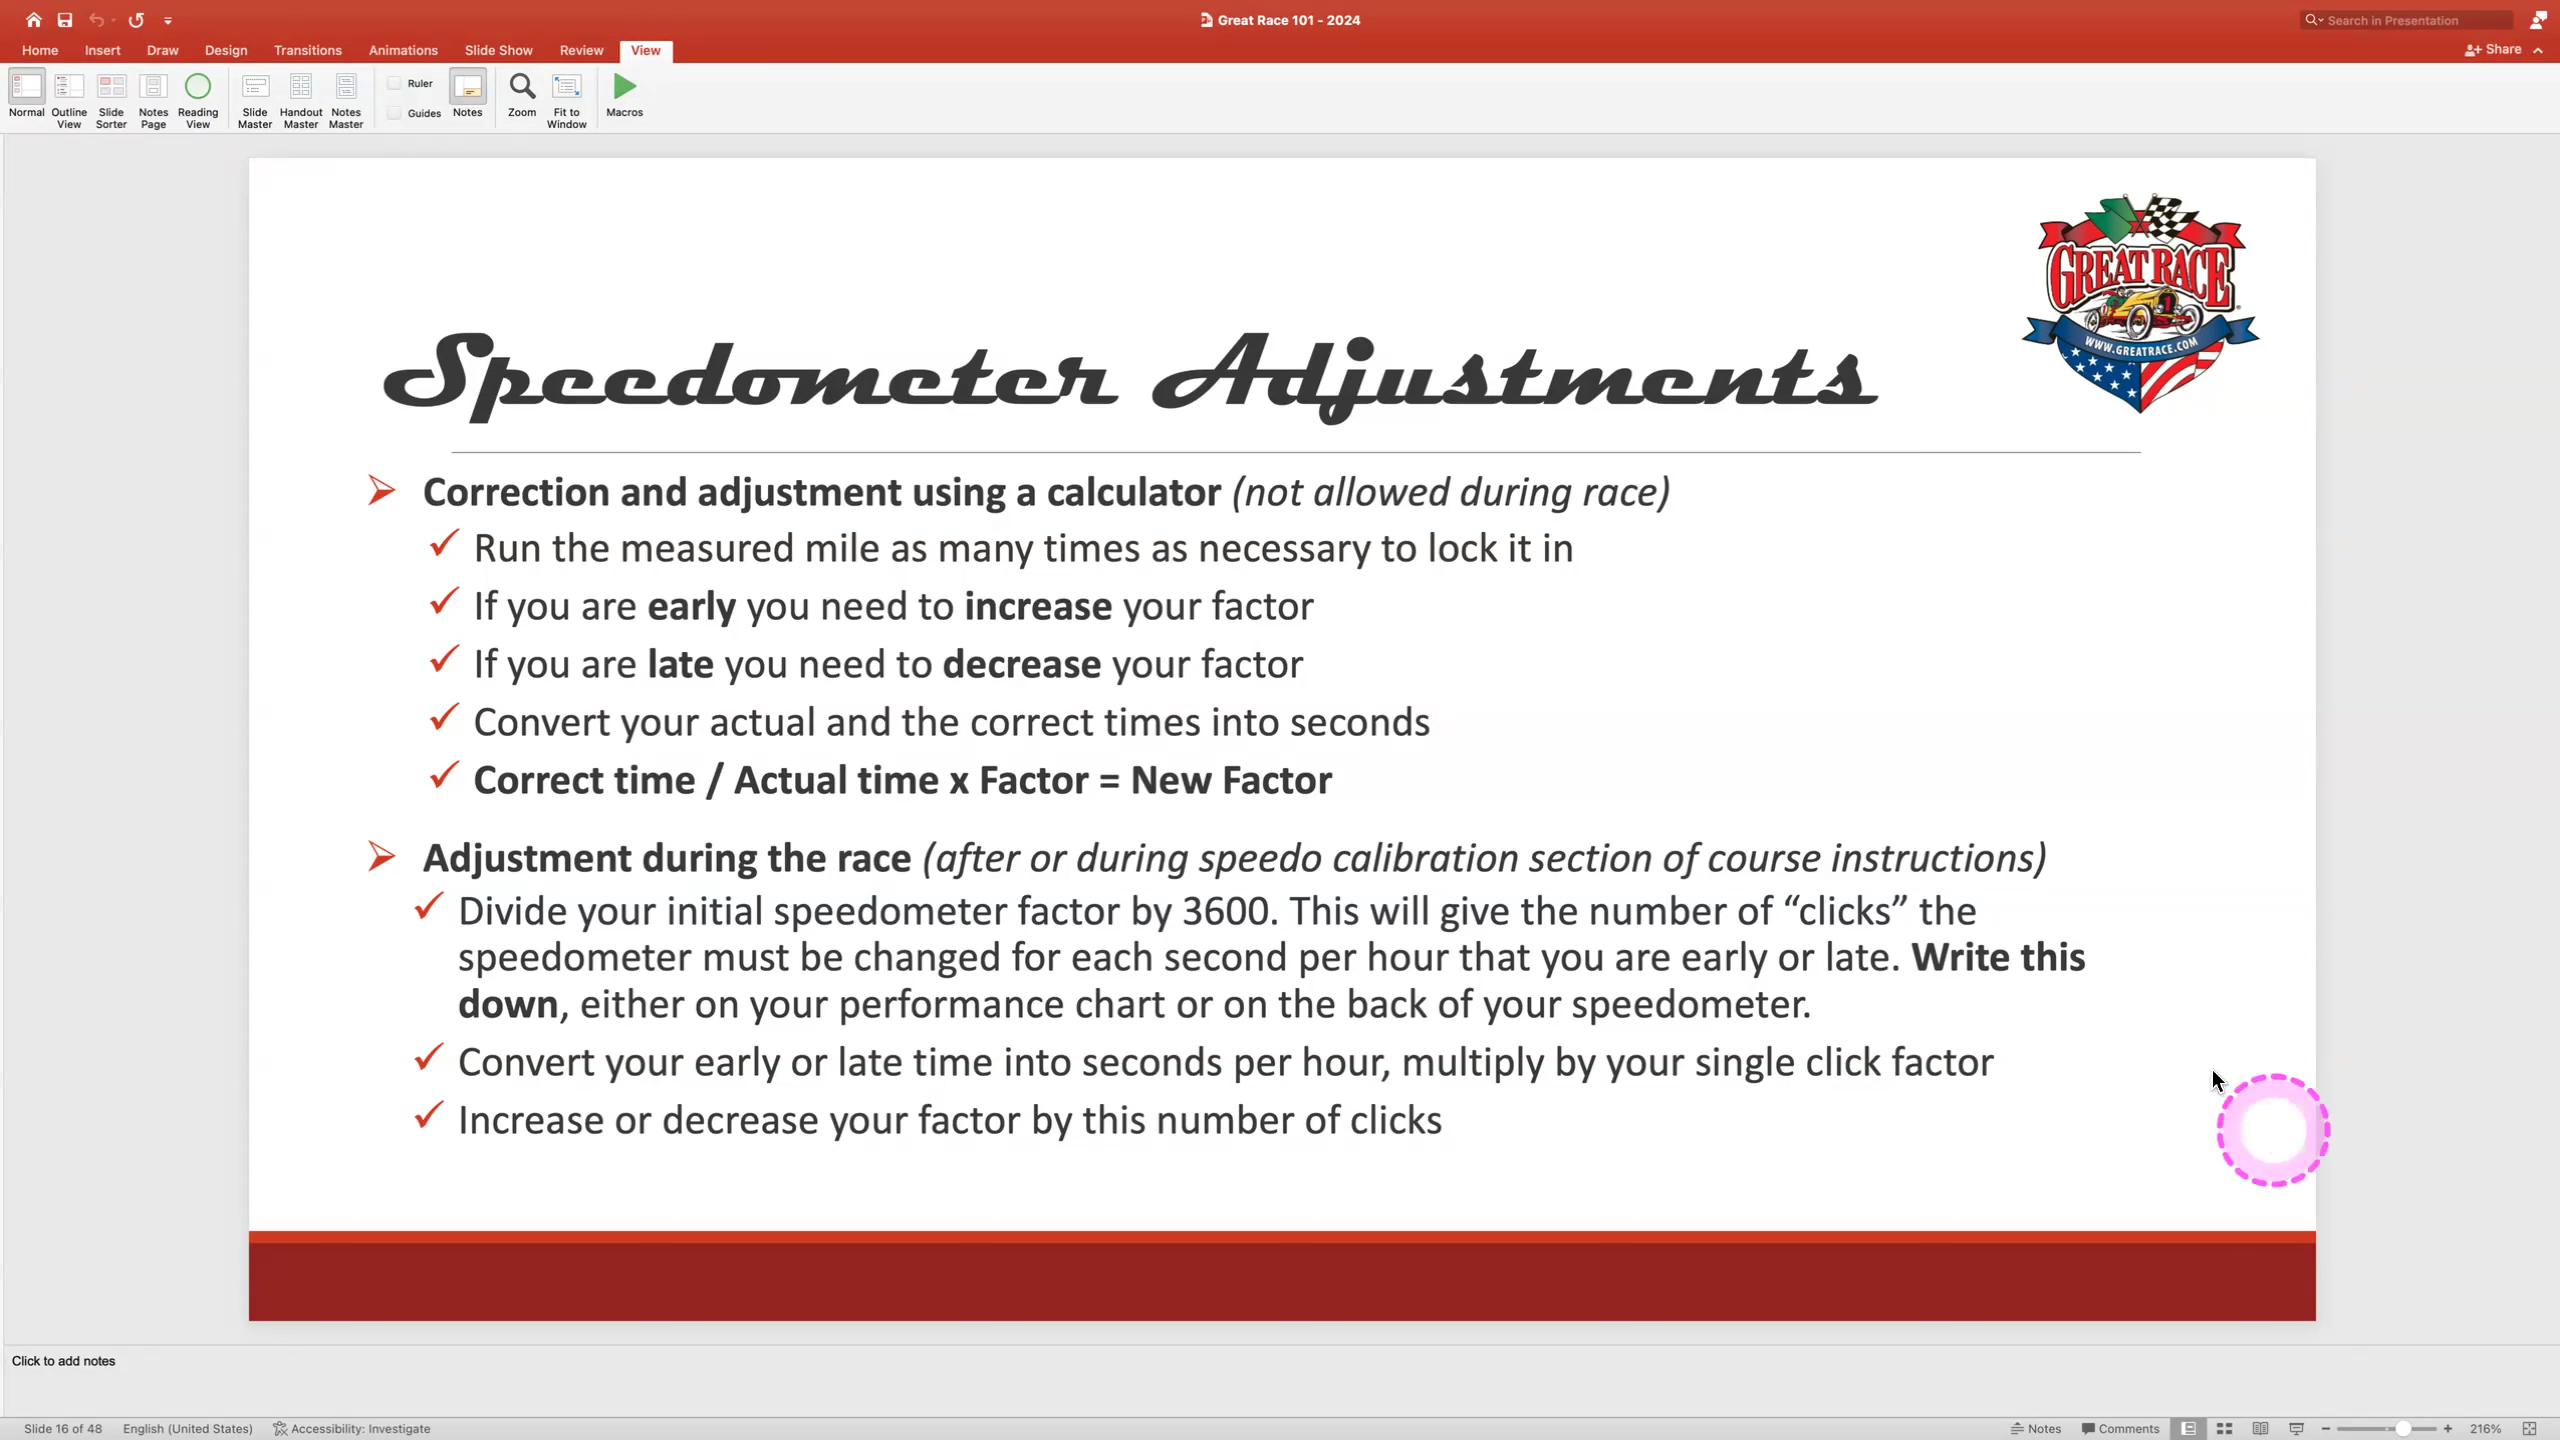 Great Race 101 - 2024
Search in Presentation
Home Insert Draw Design Transitions Animations Slide Show Review View
Share
Normal
Outline View
Slide Sorter
Notes Page
Reading View
Slide Master
Handout Master
Notes Master
Ruler
Guides
Notes
Zoom
Fit to Window
Macros
GREAT RACE
WWW.GREATRACE.COM
Speedometer Adjustments
Correction and adjustment using a calculator (not allowed during race)
Run the measured mile as many times as necessary to lock it in
If you are early you need to increase your factor
If you are late you need to decrease your factor
Convert your actual and the correct times into seconds
Correct time / Actual time x Factor = New Factor
Adjustment during the race (after or during speedo calibration section of course instructions)
Divide your initial speedometer factor by 3600. This will give the number of “clicks” the
speedometer must be changed for each second per hour that you are early or late. Write this
down, either on your performance chart or on the back of your speedometer.
Convert your early or late time into seconds per hour, multiply by your single click factor
Increase or decrease your factor by this number of clicks
Click to add notes
Slide 16 of 48 English (United States) Accessibility: Investigate Notes Comments 216%